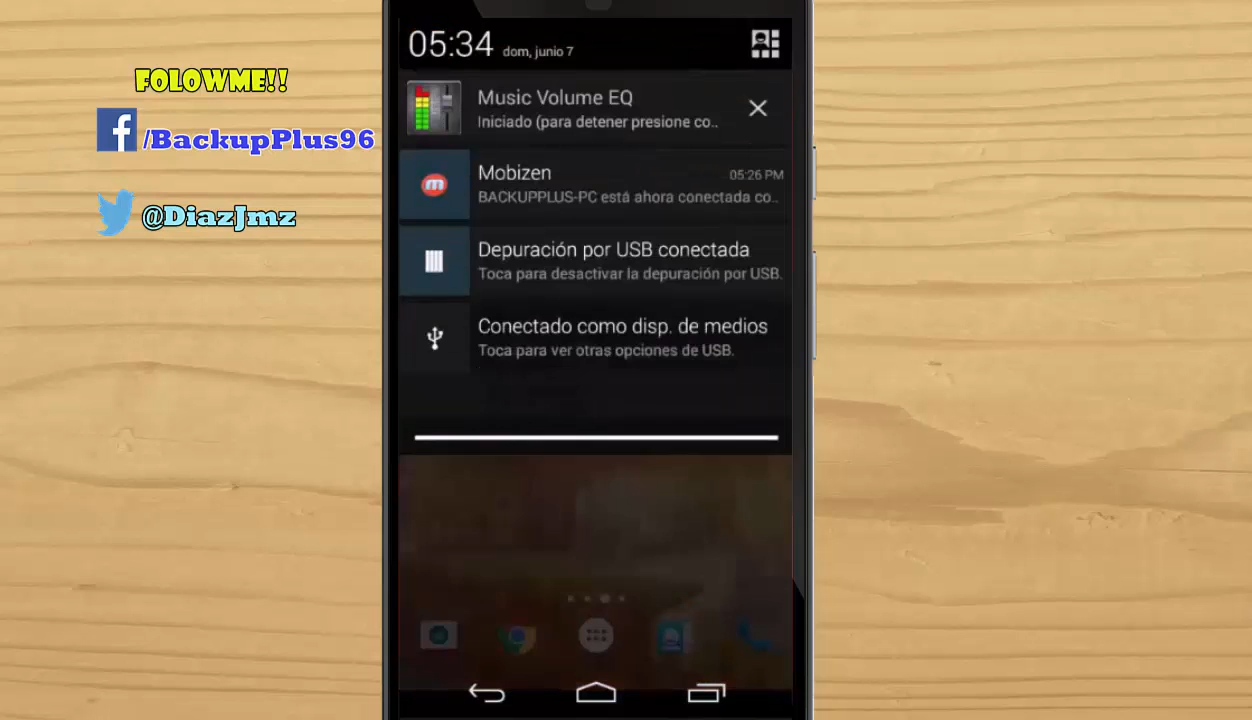 FOLOWME!!
/BackupPlus96
@DiazJmz
05:34 dom, junio 7
Music Volume EQ
Iniciado (para detener presione co..
Mobizen 05:26 PM
BACKUPPLUS-PC está ahora conectada co..
Depuración por USB conectada
Toca para desactivar la depuración por USB.
Conectado como disp. de medios
Toca para ver otras opciones de USB.